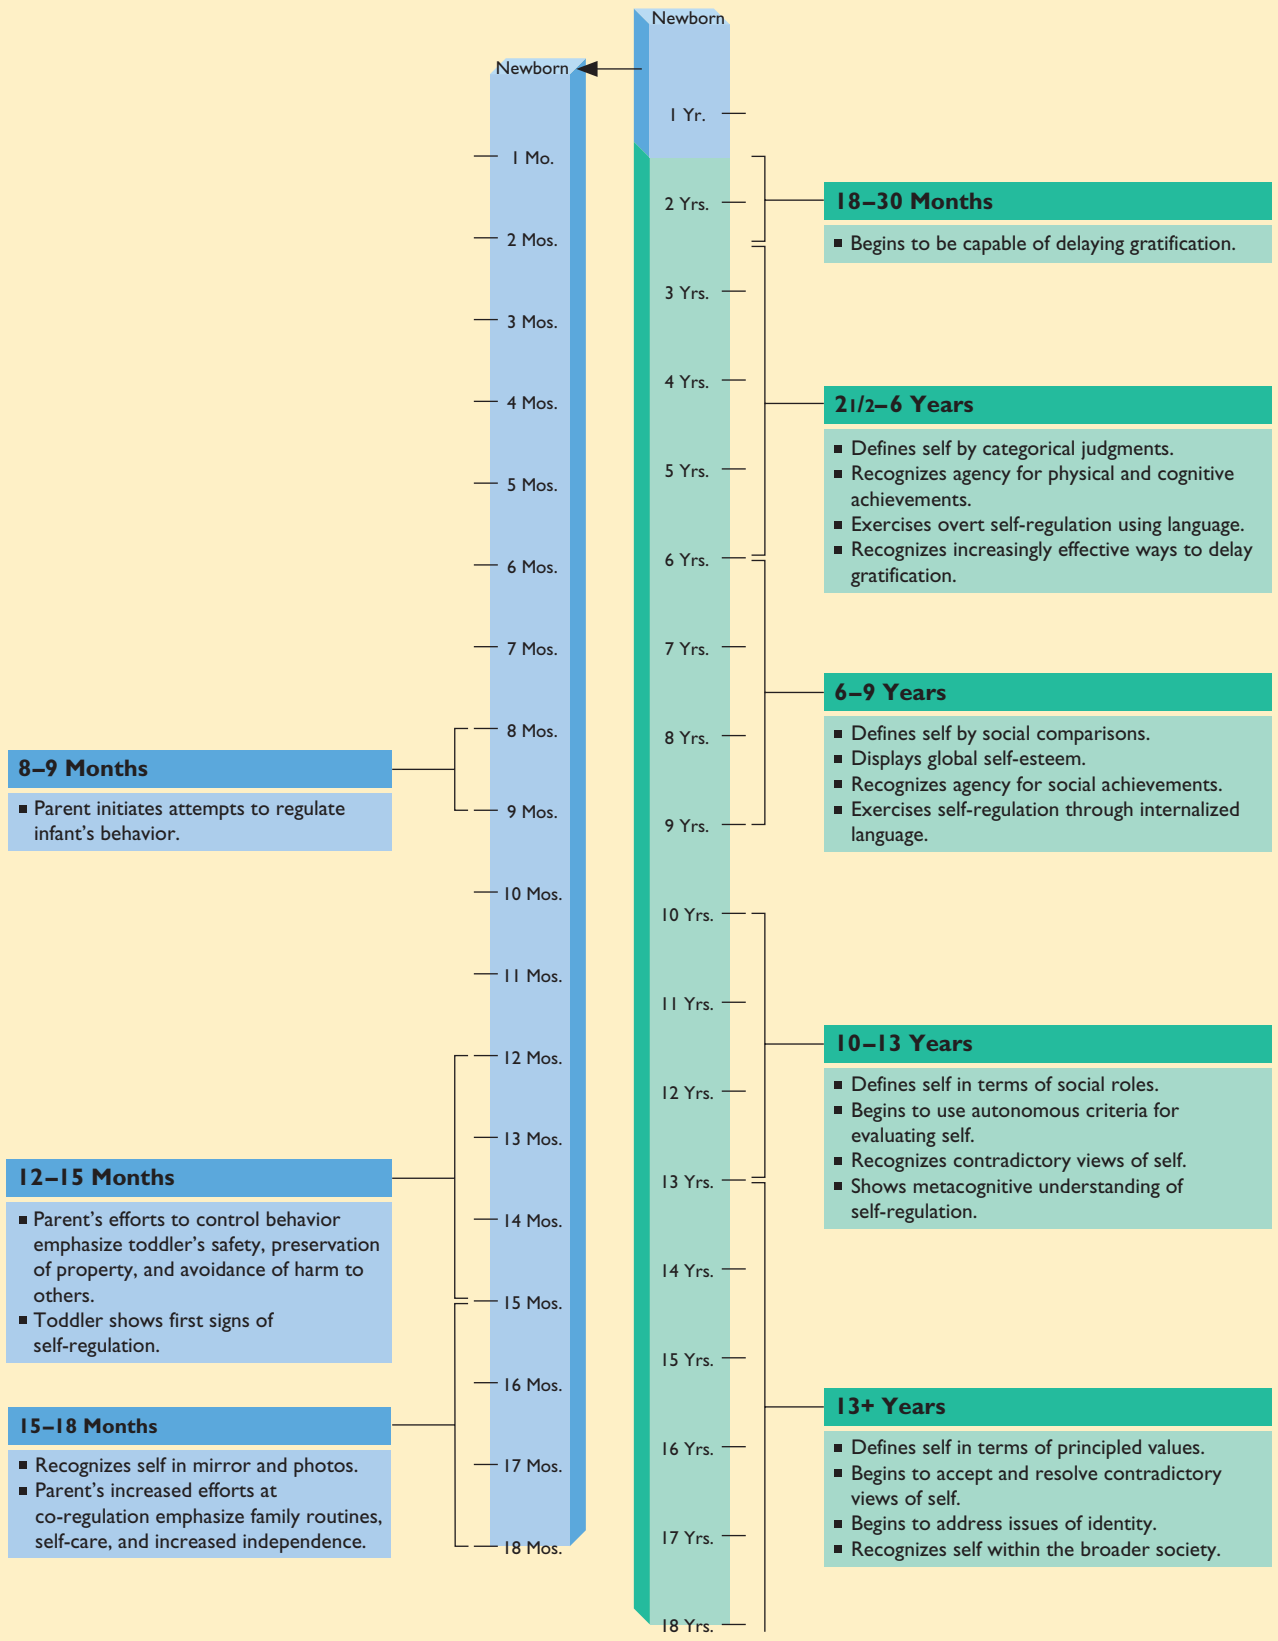 Newborn
1 Mo.
2 Mos.
3 Mos.
4 Mos.
5 Mos.
6 Mos.
7 Mos.
8 Mos.
9 Mos.
10 Mos.
11 Mos.
12 Mos.
13 Mos.
14 Mos.
15 Mos.
16 Mos.
17 Mos.
18 Mos.
8–9 Months
■ Parent initiates attempts to regulate
infant's behavior.
12–15 Months
■ Parent's efforts to control behavior
emphasize toddler's safety, preservation
of property, and avoidance of harm to
others.
■ Toddler shows first signs of
self-regulation.
15–18 Months
■ Recognizes self in mirror and photos.
■ Parent's increased efforts at
co-regulation emphasize family routines,
self-care, and increased independence.
Newborn
1 Yr.
2 Yrs.
3 Yrs.
4 Yrs.
5 Yrs.
6 Yrs.
7 Yrs.
8 Yrs.
9 Yrs.
10 Yrs.
11 Yrs.
12 Yrs.
13 Yrs.
14 Yrs.
15 Yrs.
16 Yrs.
17 Yrs.
18 Yrs.
18–30 Months
■ Begins to be capable of delaying gratification.
21/2–6 Years
■ Defines self by categorical judgments.
■ Recognizes agency for physical and cognitive
achievements.
■ Exercises overt self-regulation using language.
■ Recognizes increasingly effective ways to delay
gratification.
6–9 Years
■ Defines self by social comparisons.
■ Displays global self-esteem.
■ Recognizes agency for social achievements.
■ Exercises self-regulation through internalized
language.
10–13 Years
■ Defines self in terms of social roles.
■ Begins to use autonomous criteria for
evaluating self.
■ Recognizes contradictory views of self.
■ Shows metacognitive understanding of
self-regulation.
13+ Years
■ Defines self in terms of principled values.
■ Begins to accept and resolve contradictory
views of self.
■ Begins to address issues of identity.
■ Recognizes self within the broader society.